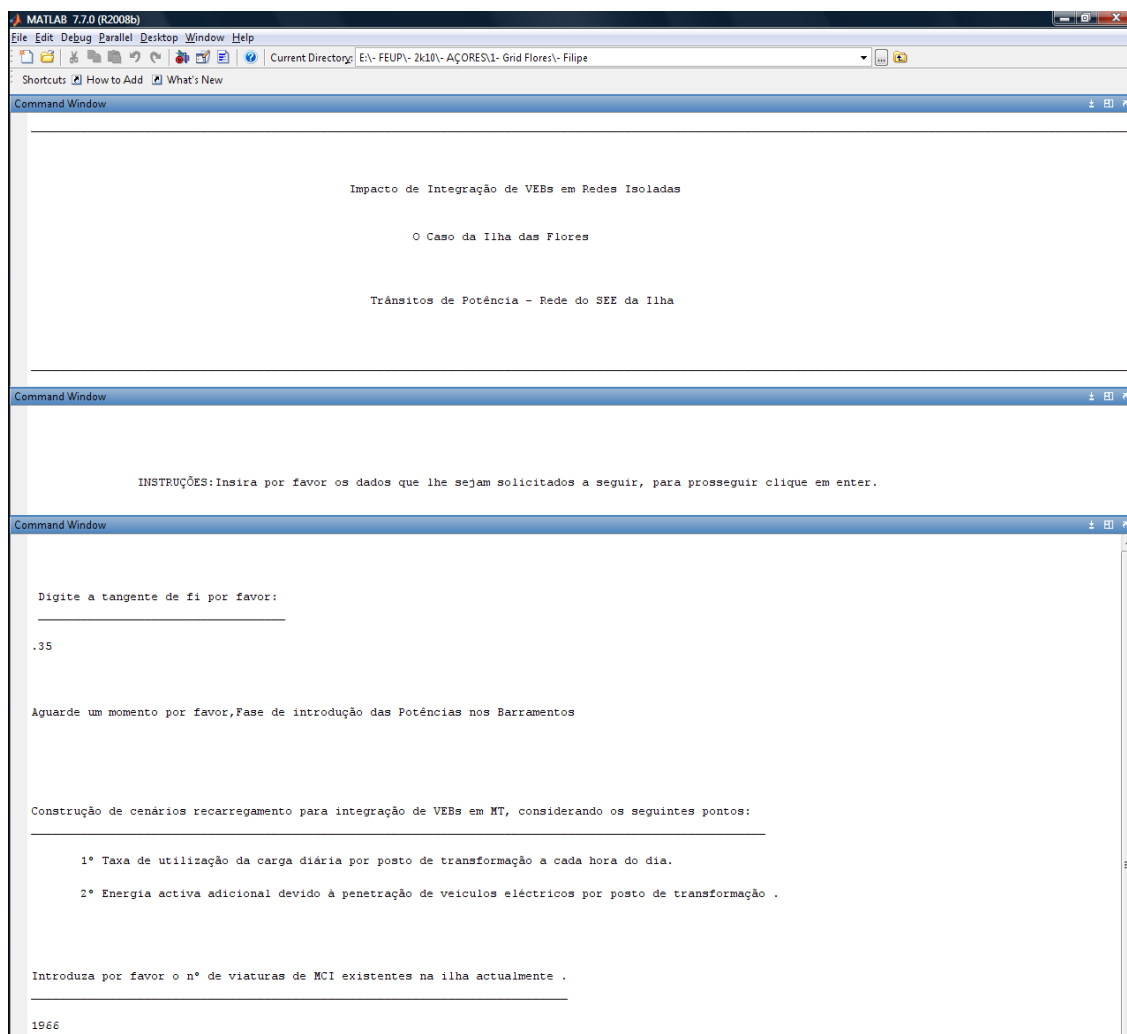 MATLAB 7.7.0 (R2008b)
File Edit Debug Parallel Desktop Window Help
Current Directory: E:\- FEUP\- 2k10\- AÇORES\1- Grid Flores\- Filipe
Shortcuts How to Add What's New
Command Window
Impacto de Integração de VEBs em Redes Isoladas
O Caso da Ilha das Flores
Trânsitos de Potência - Rede do SEE da Ilha
Command Window
INSTRUÇÕES:Insira por favor os dados que lhe sejam solicitados a seguir, para prosseguir clique em enter.
Command Window
Digite a tangente de fi por favor:
.35
Aguarde um momento por favor,Fase de introdução das Potências nos Barramentos
Construção de cenários recarregamento para integração de VEBs em MT, considerando os seguintes pontos:
1º Taxa de utilização da carga diária por posto de transformação a cada hora do dia.
2º Energia activa adicional devido à penetração de veiculos eléctricos por posto de transformação .
Introduza por favor o nº de viaturas de MCI existentes na ilha actualmente .
1966